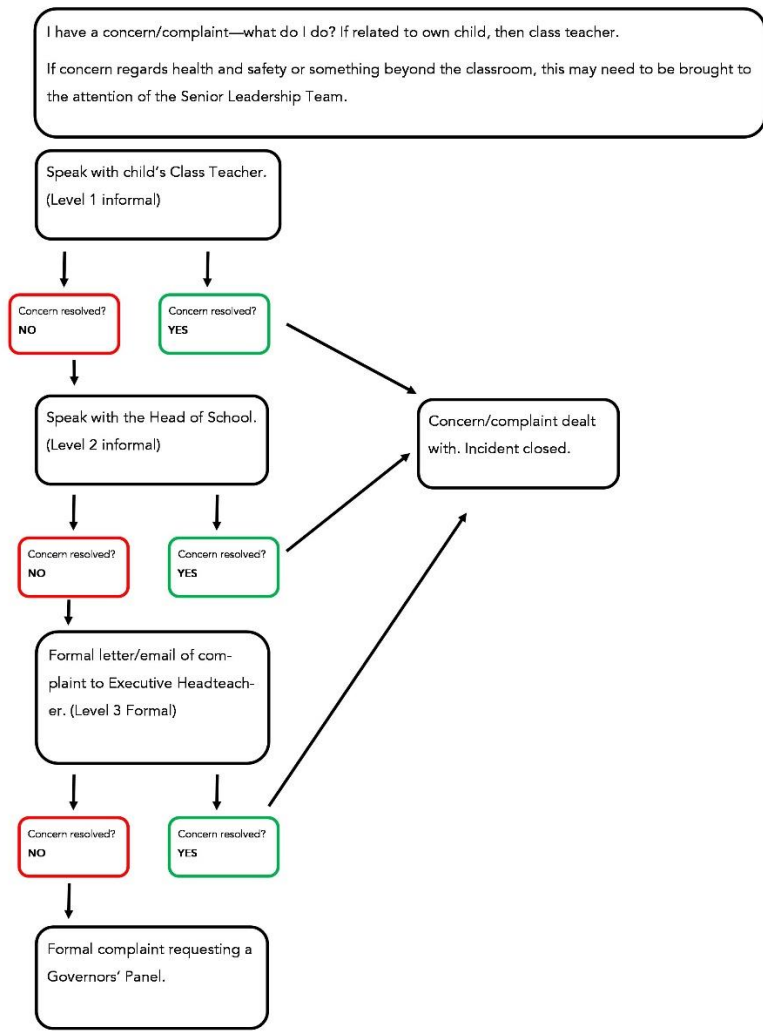 I have a concern/complaint—what do I do? If related to own child, then class teacher.
If concern regards health and safety or something beyond the classroom, this may need to be brought to
the attention of the Senior Leadership Team.
Speak with child's Class Teacher.
(Level 1 informal)
Concern resolved?
NO
Concern resolved?
YES
Speak with the Head of School.
(Level 2 informal)
Concern/complaint dealt
with. Incident closed.
Concern resolved?
NO
Concern resolved?
YES
Formal letter/email of com-
plaint to Executive Headteach-
er. (Level 3 Formal)
Concern resolved?
NO
Concern resolved?
YES
Formal complaint requesting a
Governors' Panel.